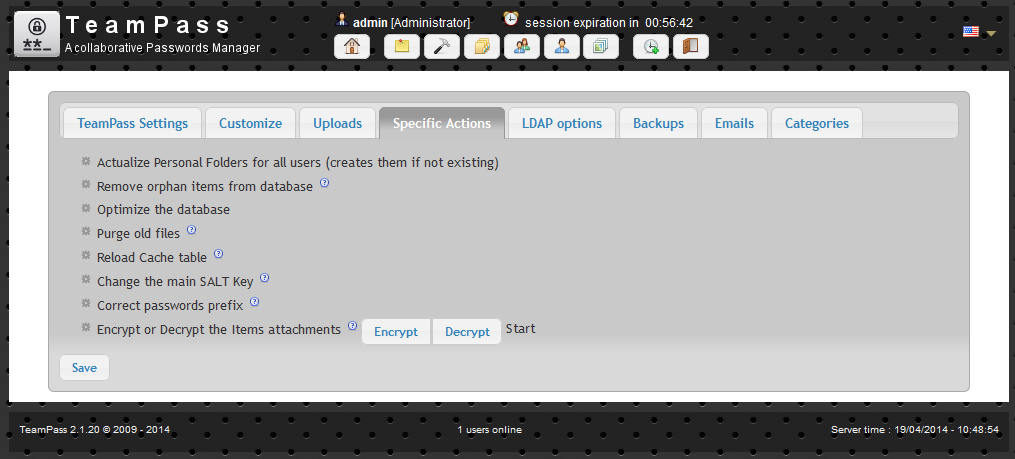 TeamPass
A collaborative Passwords Manager
admin [Administrator] session expiration in 00:56:42
TeamPass Settings Customize Uploads Specific Actions LDAP options Backups Emails Categories
Actualize Personal Folders for all users (creates them if not existing)
Remove orphan items from database
Optimize the database
Purge old files
Reload Cache table
Change the main SALT Key
Correct passwords prefix
Encrypt or Decrypt the Items attachments Encrypt Decrypt Start
Save
TeamPass 2.1.20 © 2009 - 2014 1 users online Server time : 19/04/2014 - 10:48:54